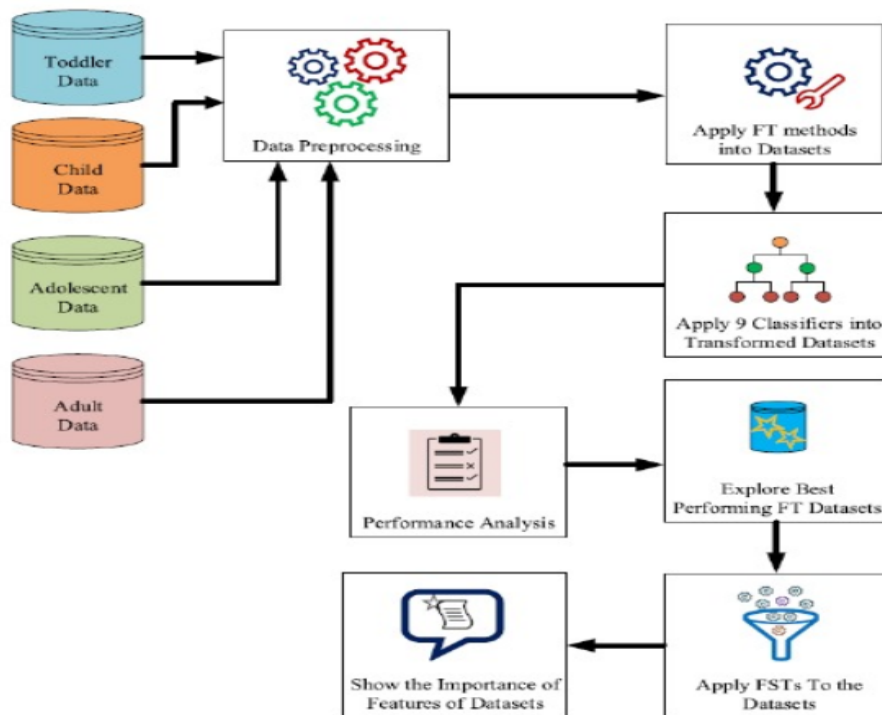 Toddler
Data
Data Preprocessing
Apply FT methods
into Datasets
Child
Data
Adolescent
Data
Apply 9 Classifiers into
Transformed Datasets
Adult
Data
Performance Analysis
Explore Best
Performing FT Datasets
Show the Importance of
Features of Datasets
Apply FSTs To the
Datasets